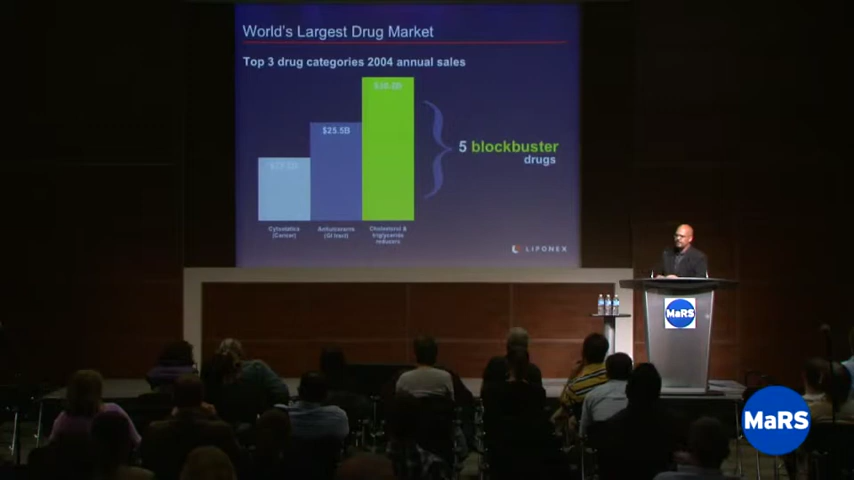 World's Largest Drug Market
Top 3 drug categories 2004 annual sales
$25.5B
5 blockbuster
drugs
Cytostatics
(Cancer)
Antiulcerants
(GI tract)
Cholesterol &
triglyceride
reducers
LIPONEX
MaRS
MaRS